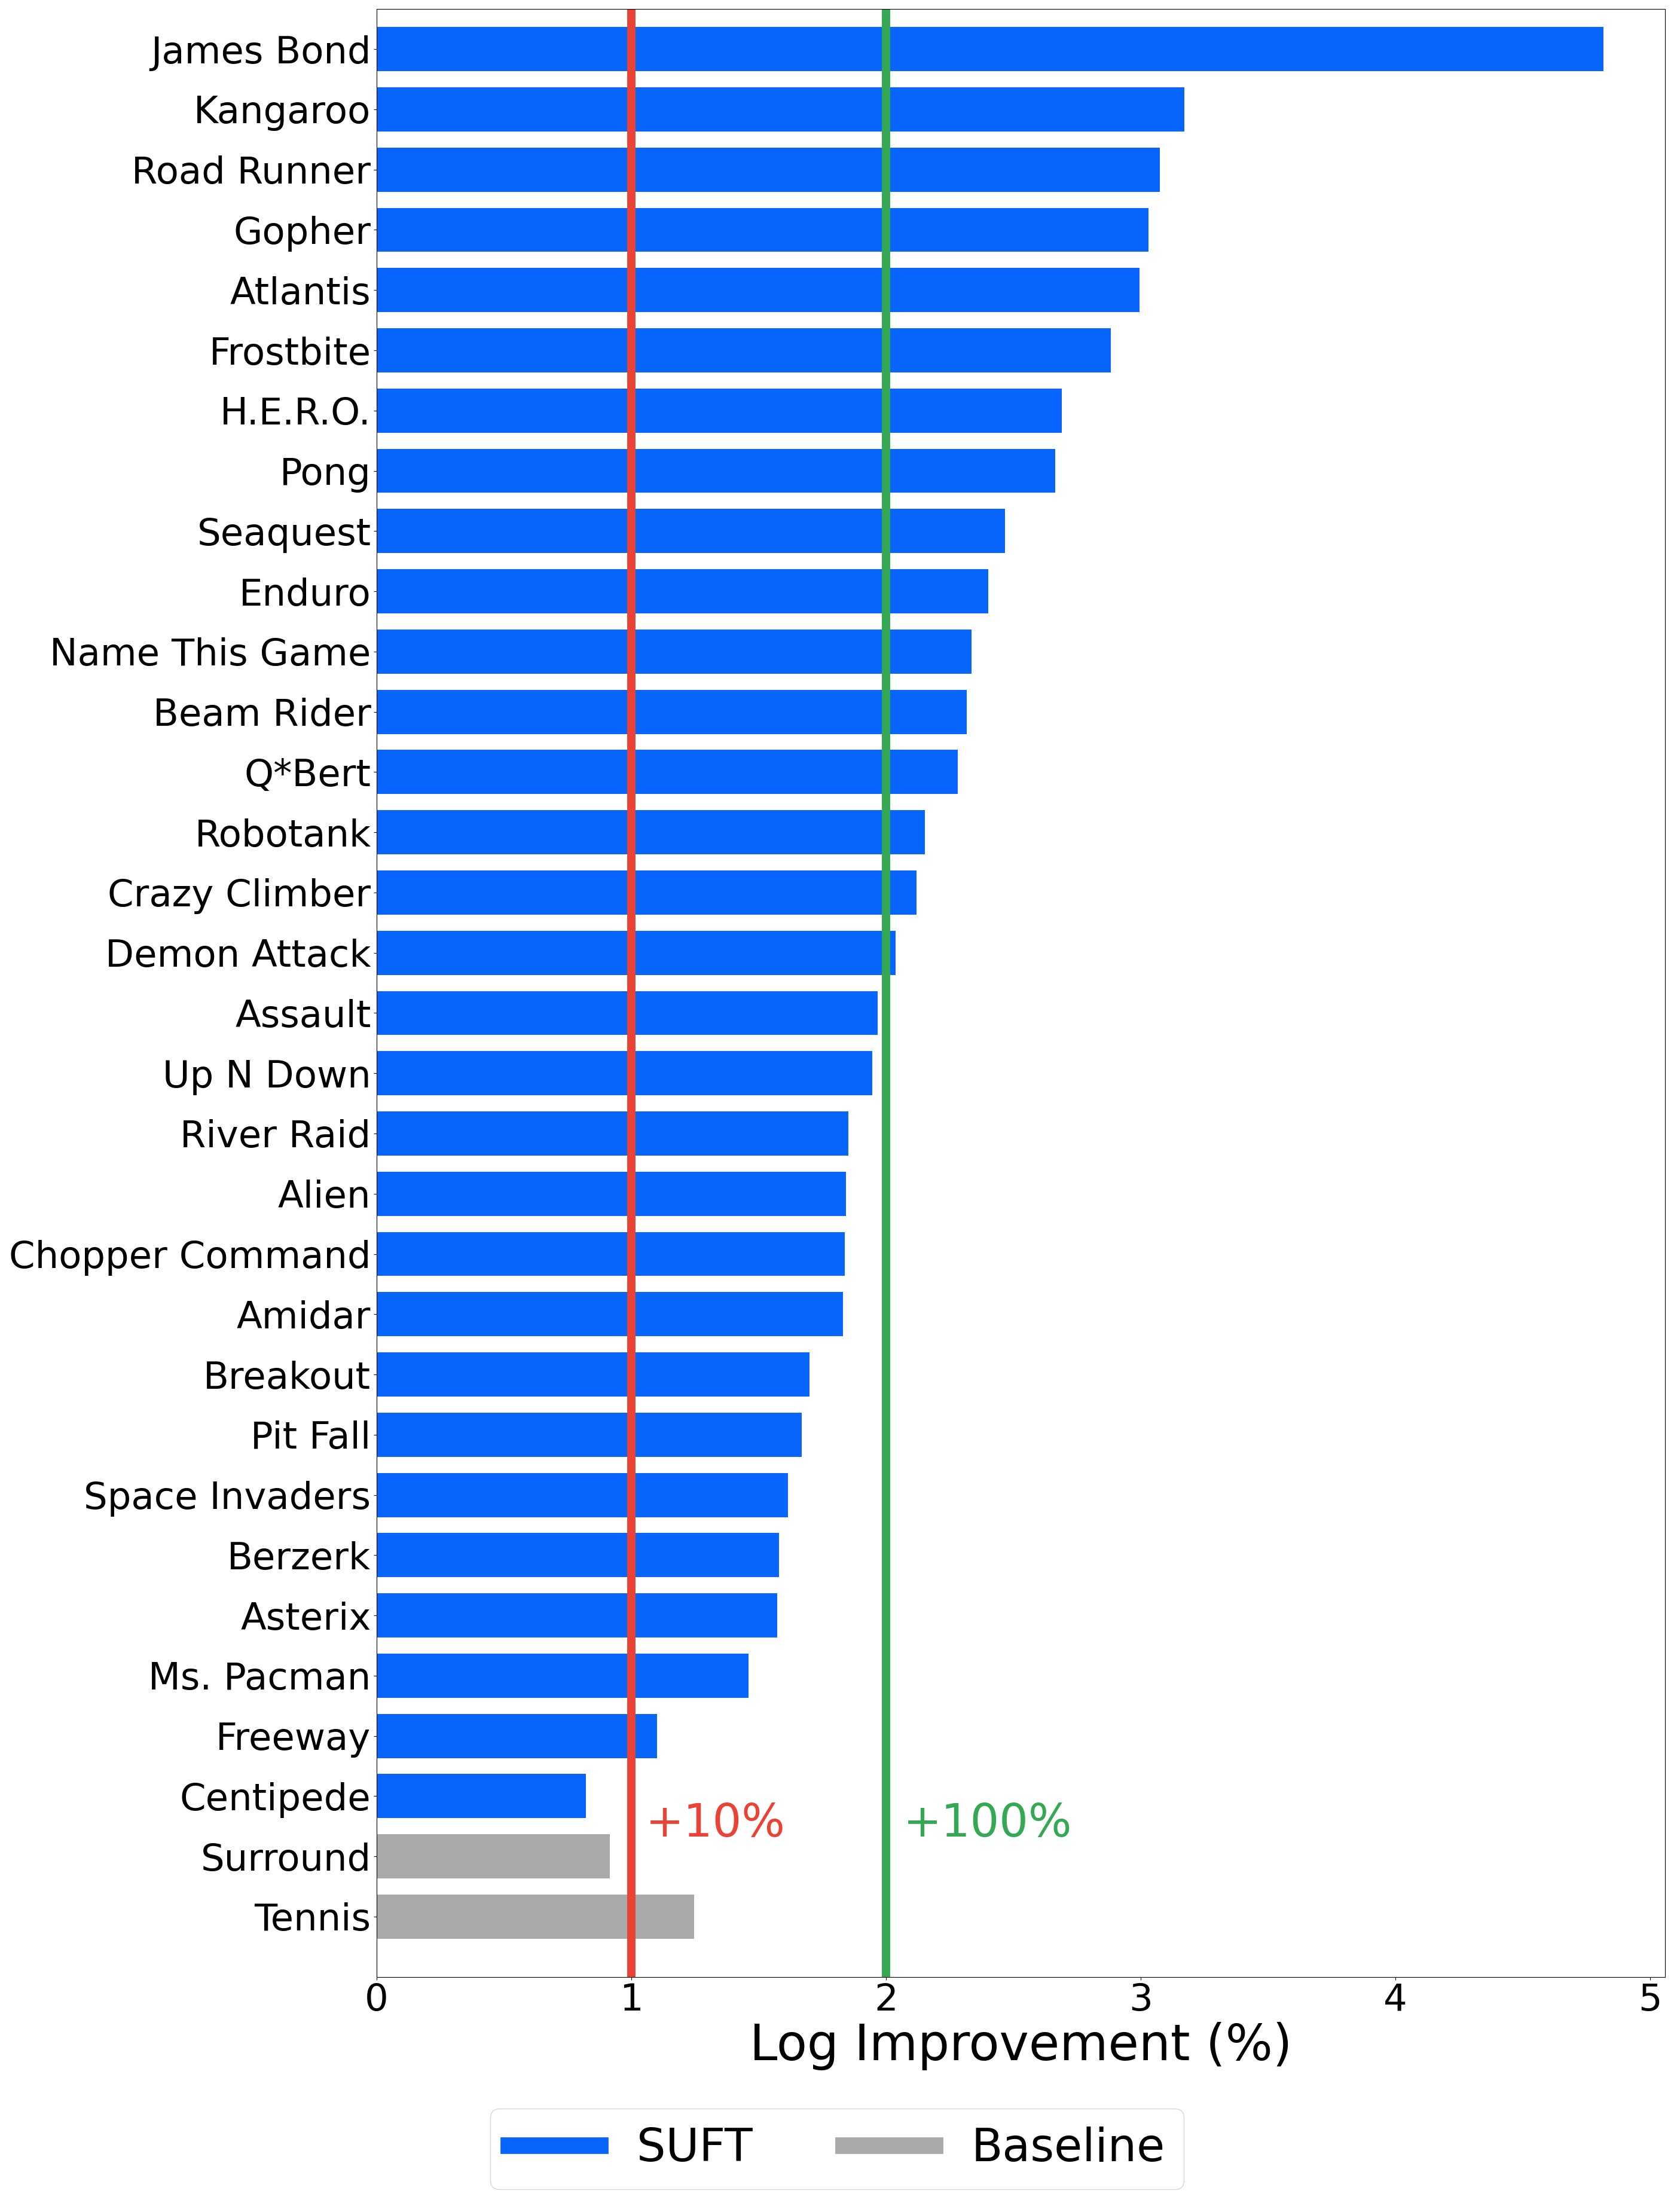 James Bond
Kangaroo
Road Runner
Gopher
Atlantis
Frostbite
H.E.R.O.
Pong
Seaquest
Enduro
Name This Game
Beam Rider
Q*Bert
Robotank
Crazy Climber
Demon Attack
Assault
Up N Down
River Raid
Alien
Chopper Command
Amidar
Breakout
Pit Fall
Space Invaders
Berzerk
Asterix
Ms. Pacman
Freeway
Centipede
+10% +100%
Surround
Tennis
0 1 2 3 4 5
Log Improvement (%)
SUFT Baseline